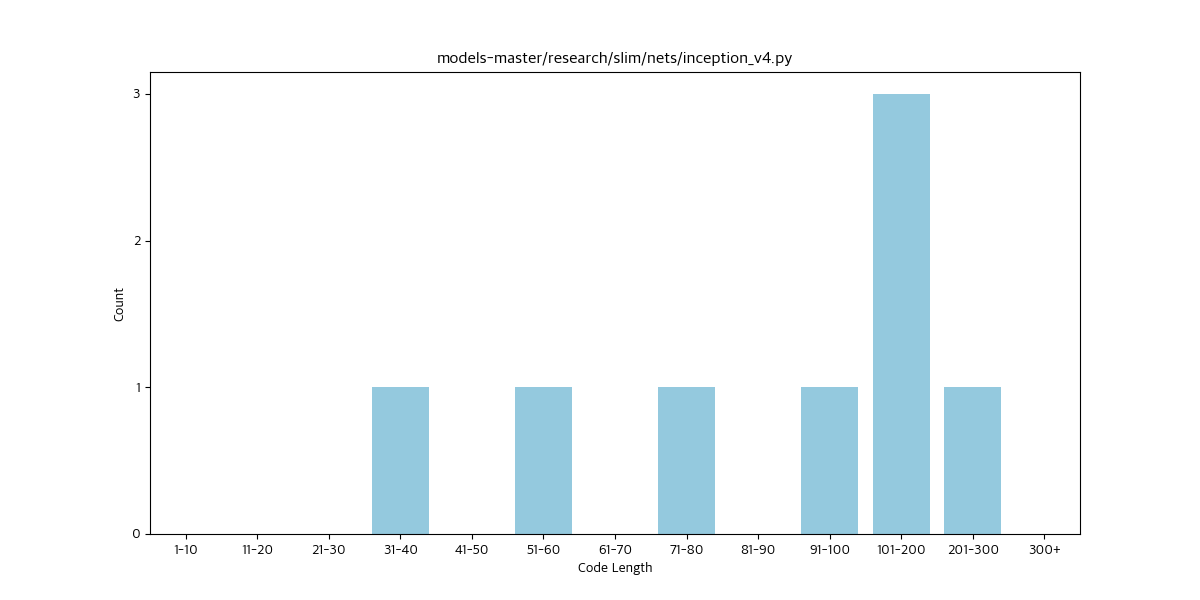 models-master/research/slim/nets/inception_v4.py
3
2
1
0
Count
1-10 11-20 21-30 31-40 41-50 51-60 61-70 71-80 81-90 91-100 101-200 201-300 300+
Code Length